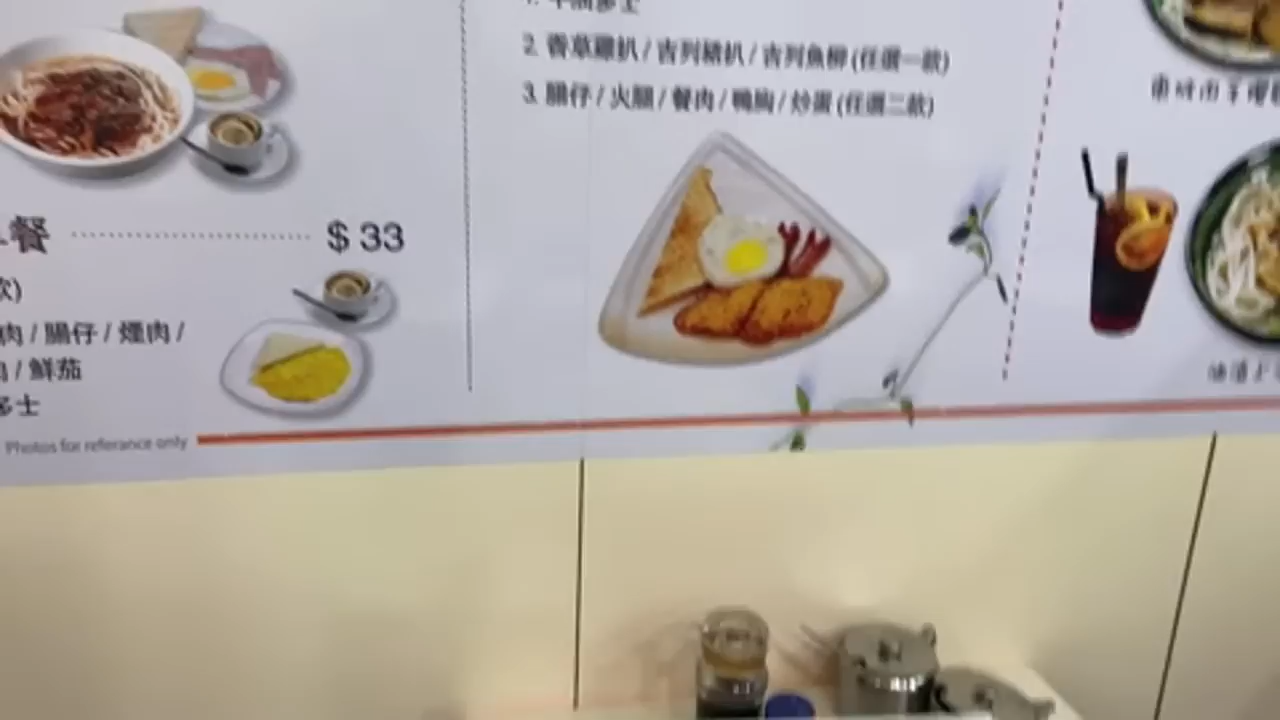 2. 香草雞扒 / 吉列豬扒 / 吉列魚柳 (任選一款)
3. 腸仔 / 火腿 / 餐肉 / 鴨胸 / 炒蛋 (任選二款)
餐 $ 33
款)
肉 / 腸仔 / 煙肉 /
/ 鮮茄
多士
Photos for referance only